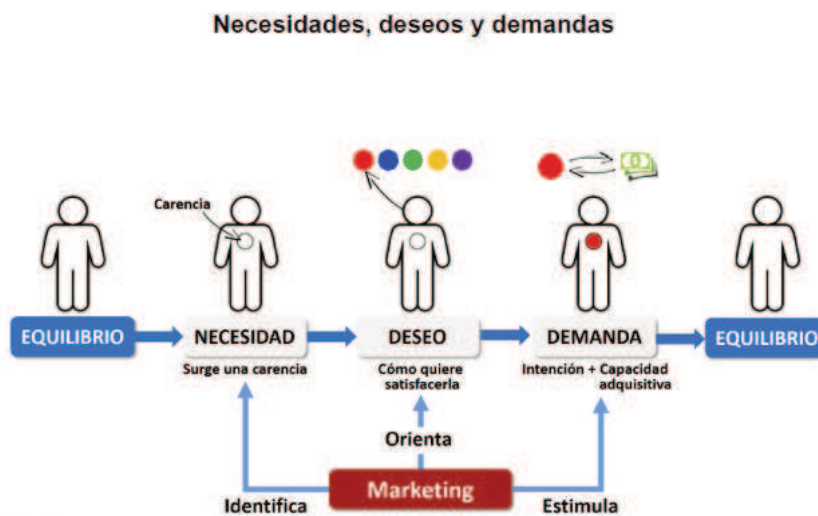 Necesidades, deseos y demandas
Carencia
EQUILIBRIO
NECESIDAD
DESEO
DEMANDA
EQUILIBRIO
Surge una carencia
Cómo quiere
satisfacerla
Intención + Capacidad
adquisitiva
Orienta
Marketing
Identifica
Estimula